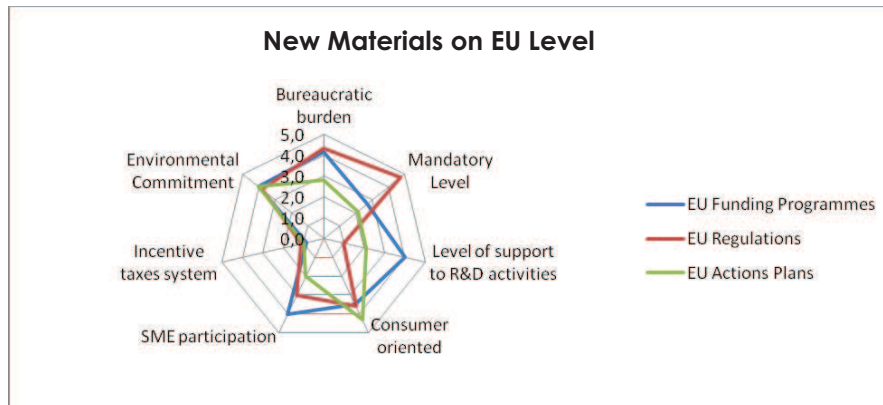 New Materials on EU Level
Bureaucratic
burden
5,0
4,0
3,0
2,0
1,0
0,0
Environmental
Commitment
Mandatory
Level
Incentive
taxes system
Level of support
to R&D activities
SME participation
Consumer
oriented
EU Funding Programmes
EU Regulations
EU Actions Plans